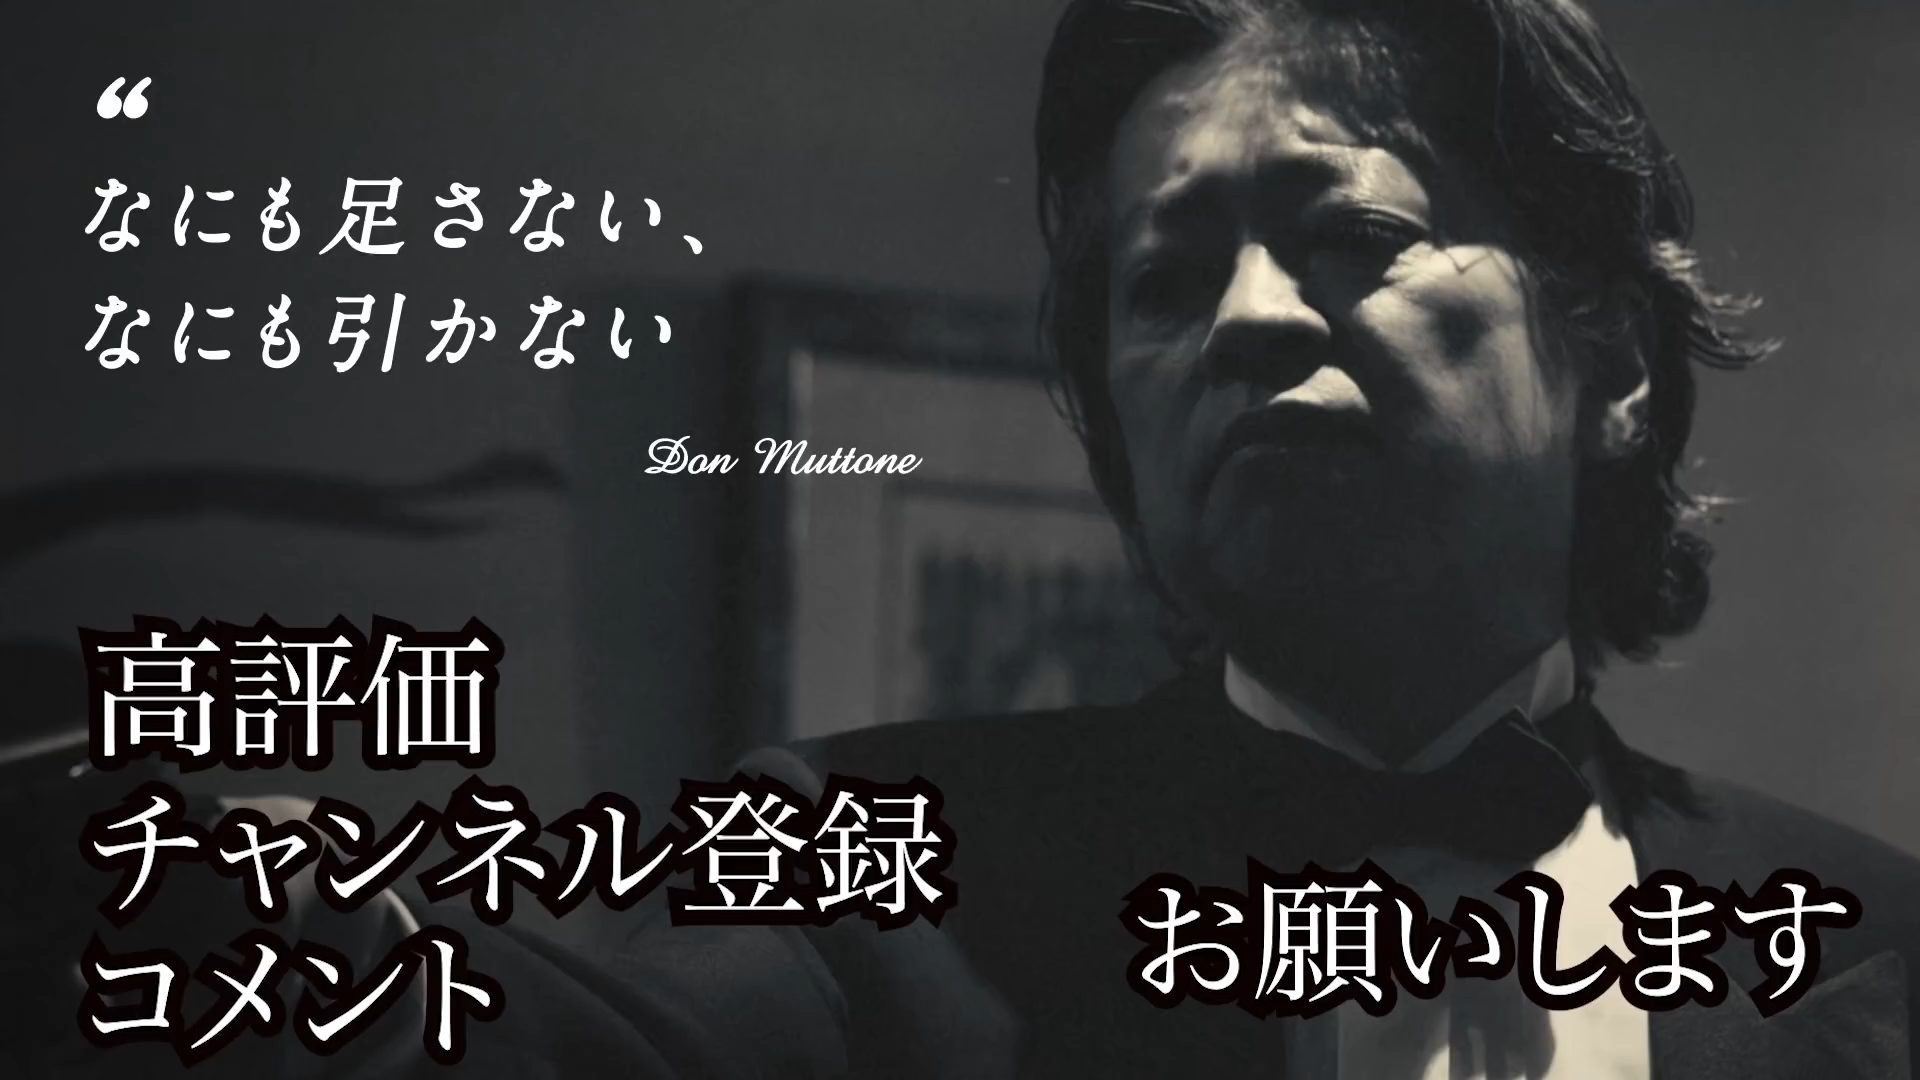 “
なにも足さない、
なにも引かない
Don Muttone
高評価
チャンネル登録
コメント
お願いします